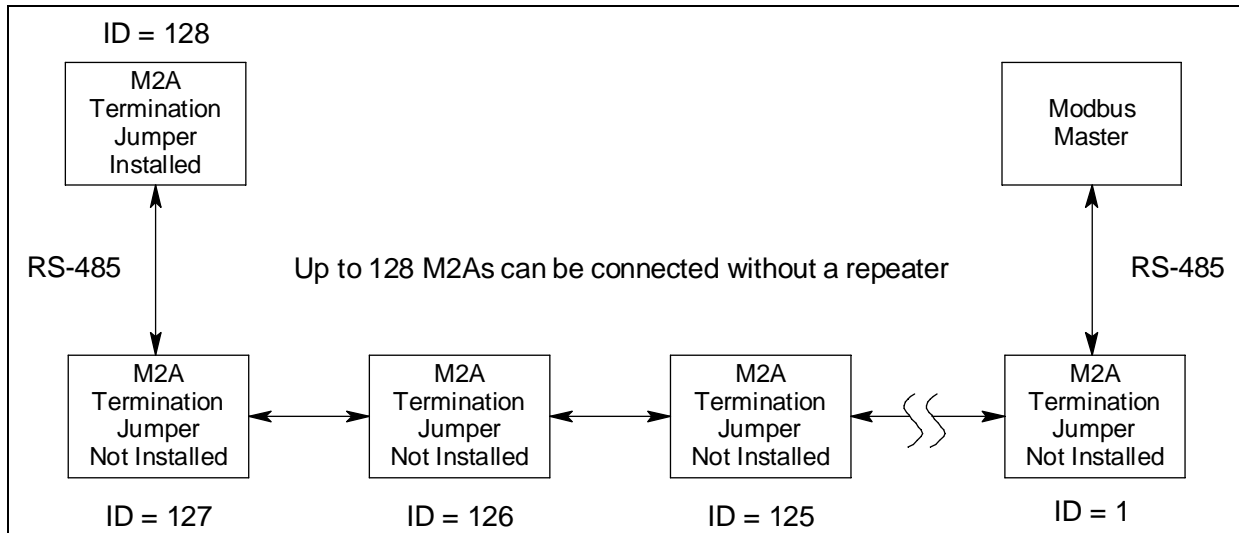 ID = 128
M2A
Termination
Jumper
Installed
Modbus
Master
RS-485
Up to 128 M2As can be connected without a repeater
RS-485
M2A
Termination
Jumper
Not Installed
M2A
Termination
Jumper
Not Installed
M2A
Termination
Jumper
Not Installed
M2A
Termination
Jumper
Not Installed
ID = 127
ID = 126
ID = 125
ID = 1